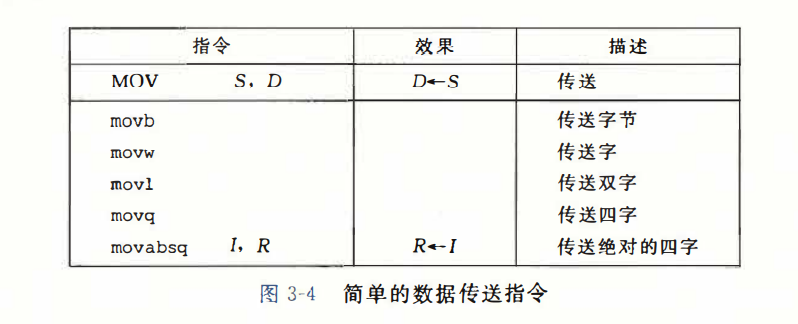 指令 效果 描述
MOV S, D D←S 传送
movb 传送字节
movw 传送字
movl 传送双字
movq 传送四字
movabsq I, R R←I 传送绝对的四字
图 3-4 简单的数据传送指令